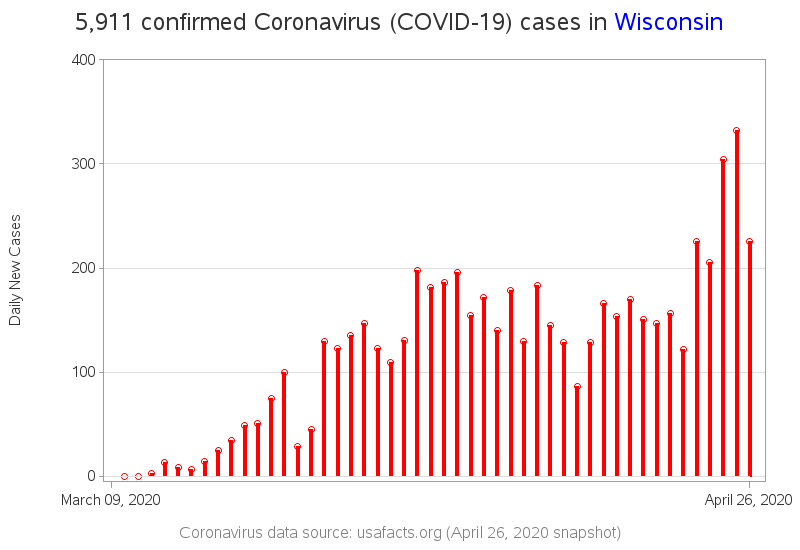 5,911 confirmed Coronavirus (COVID-19) cases in Wisconsin
400
300
200
100
0
Daily New Cases
March 09, 2020
April 26, 2020
Coronavirus data source: usafacts.org (April 26, 2020 snapshot)